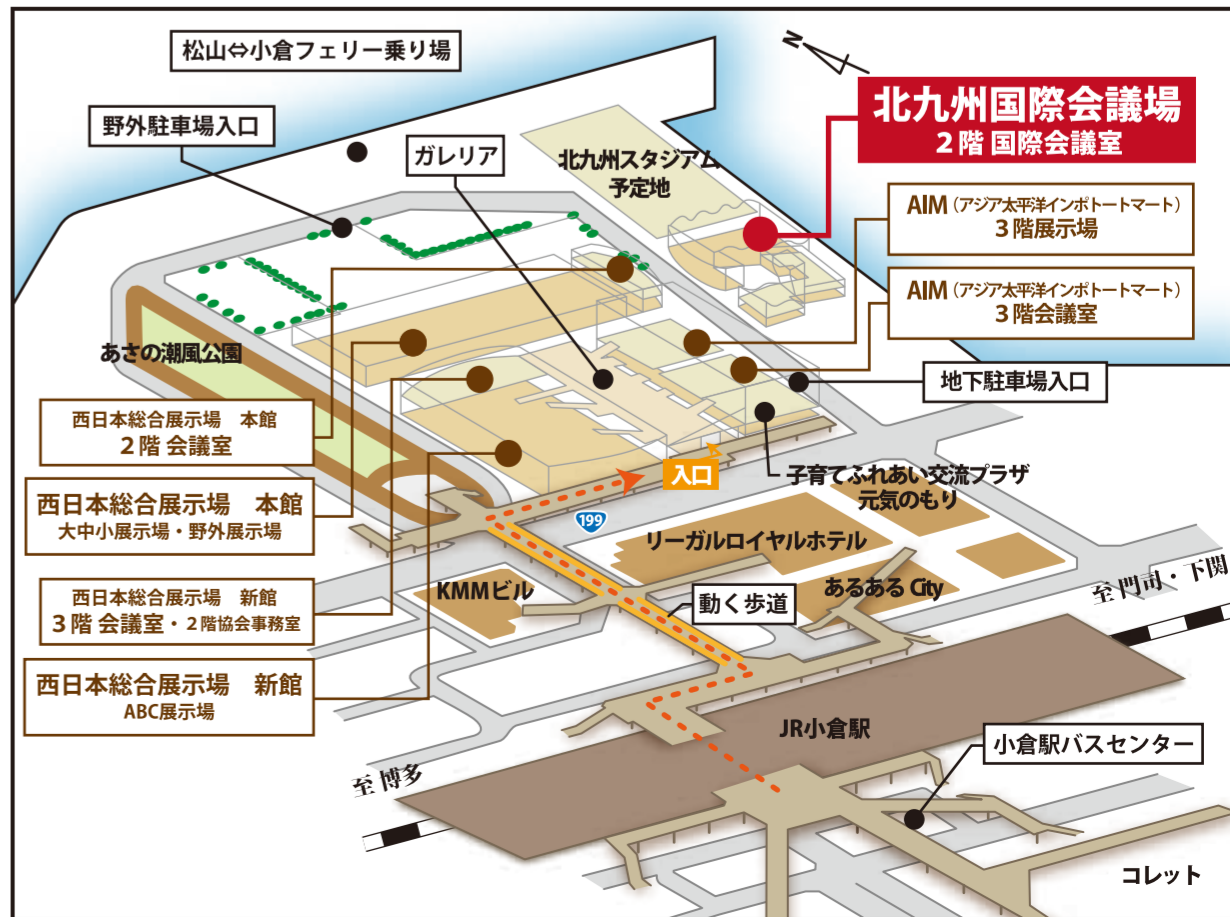 松山⇔小倉フェリー乗り場
N
北九州国際会議場
2階 国際会議室
野外駐車場入口
ガレリア
北九州スタジアム
予定地
AIM（アジア太平洋インポトートマート）
3階展示場
AIM（アジア太平洋インポトートマート）
3階会議室
あさの潮風公園
地下駐車場入口
西日本総合展示場　本館
2階 会議室
入口
子育てふれあい交流プラザ
元気のもり
西日本総合展示場　本館
大中小展示場・野外展示場
199
リーガルロイヤルホテル
KMMビル
あるある City
至 門司・下関
西日本総合展示場　新館
3階 会議室・2階協会事務室
動く歩道
西日本総合展示場　新館
ABC展示場
JR小倉駅
小倉駅バスセンター
至 博多
コレット